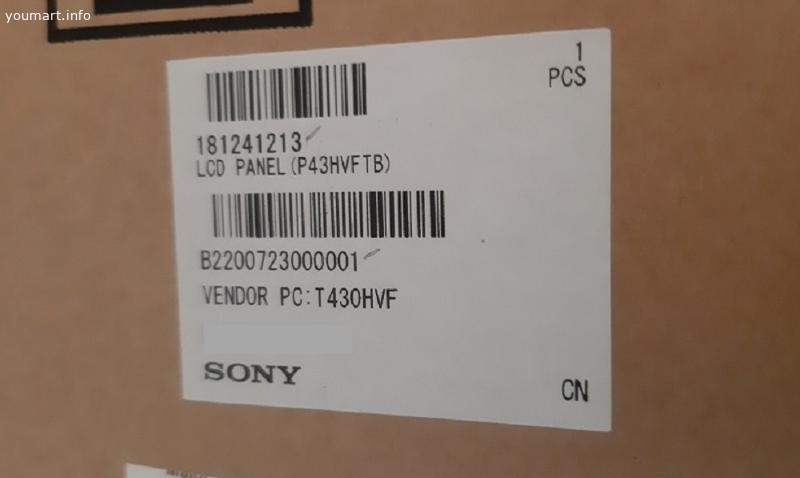 youmart.info
1
PCS
181241213
LCD PANEL(P43HVFTB)
B2200723000001
VENDOR PC:T430HVF
SONY
CN